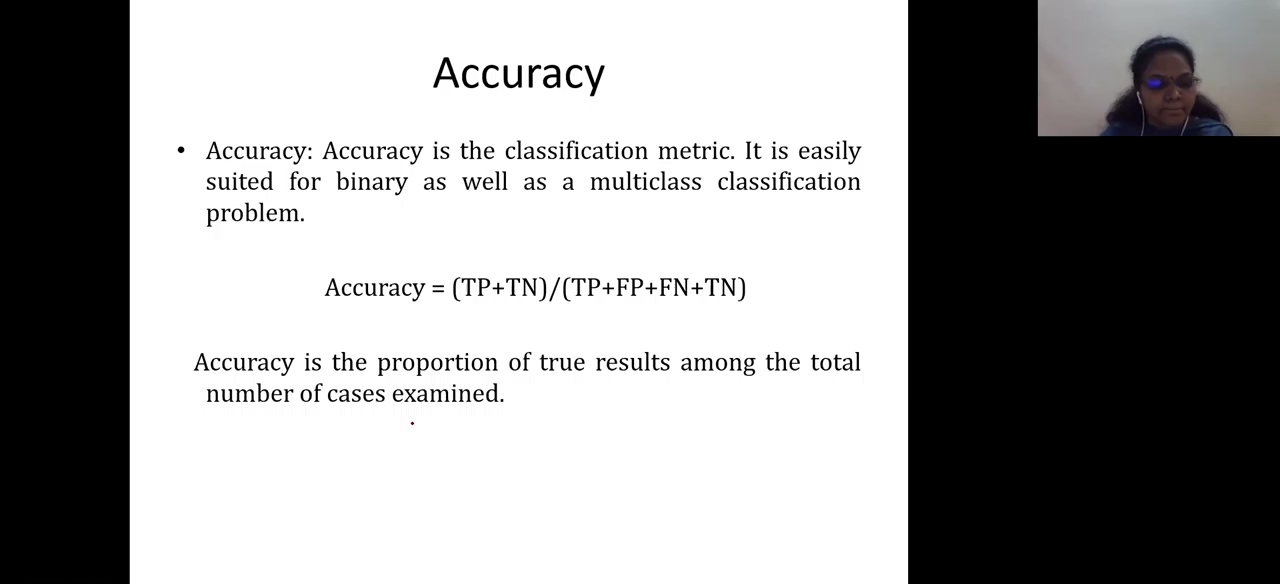 Accuracy
• Accuracy: Accuracy is the classification metric. It is easily
suited for binary as well as a multiclass classification
problem.
Accuracy = (TP+TN)/(TP+FP+FN+TN)
Accuracy is the proportion of true results among the total
number of cases examined.